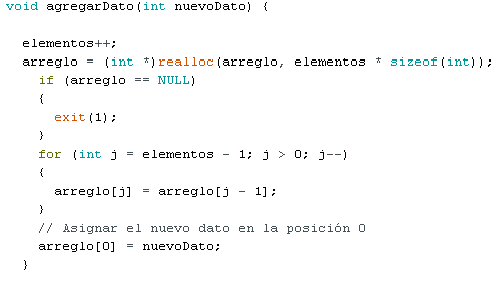 void agregarDato(int nuevoDato) {
elementos++;
arreglo = (int *)realloc(arreglo, elementos * sizeof(int));
if (arreglo == NULL)
{
exit(1);
}
for (int j = elementos - 1; j > 0; j--)
{
arreglo[j] = arreglo[j - 1];
}
// Asignar el nuevo dato en la posición 0
arreglo[0] = nuevoDato;
}